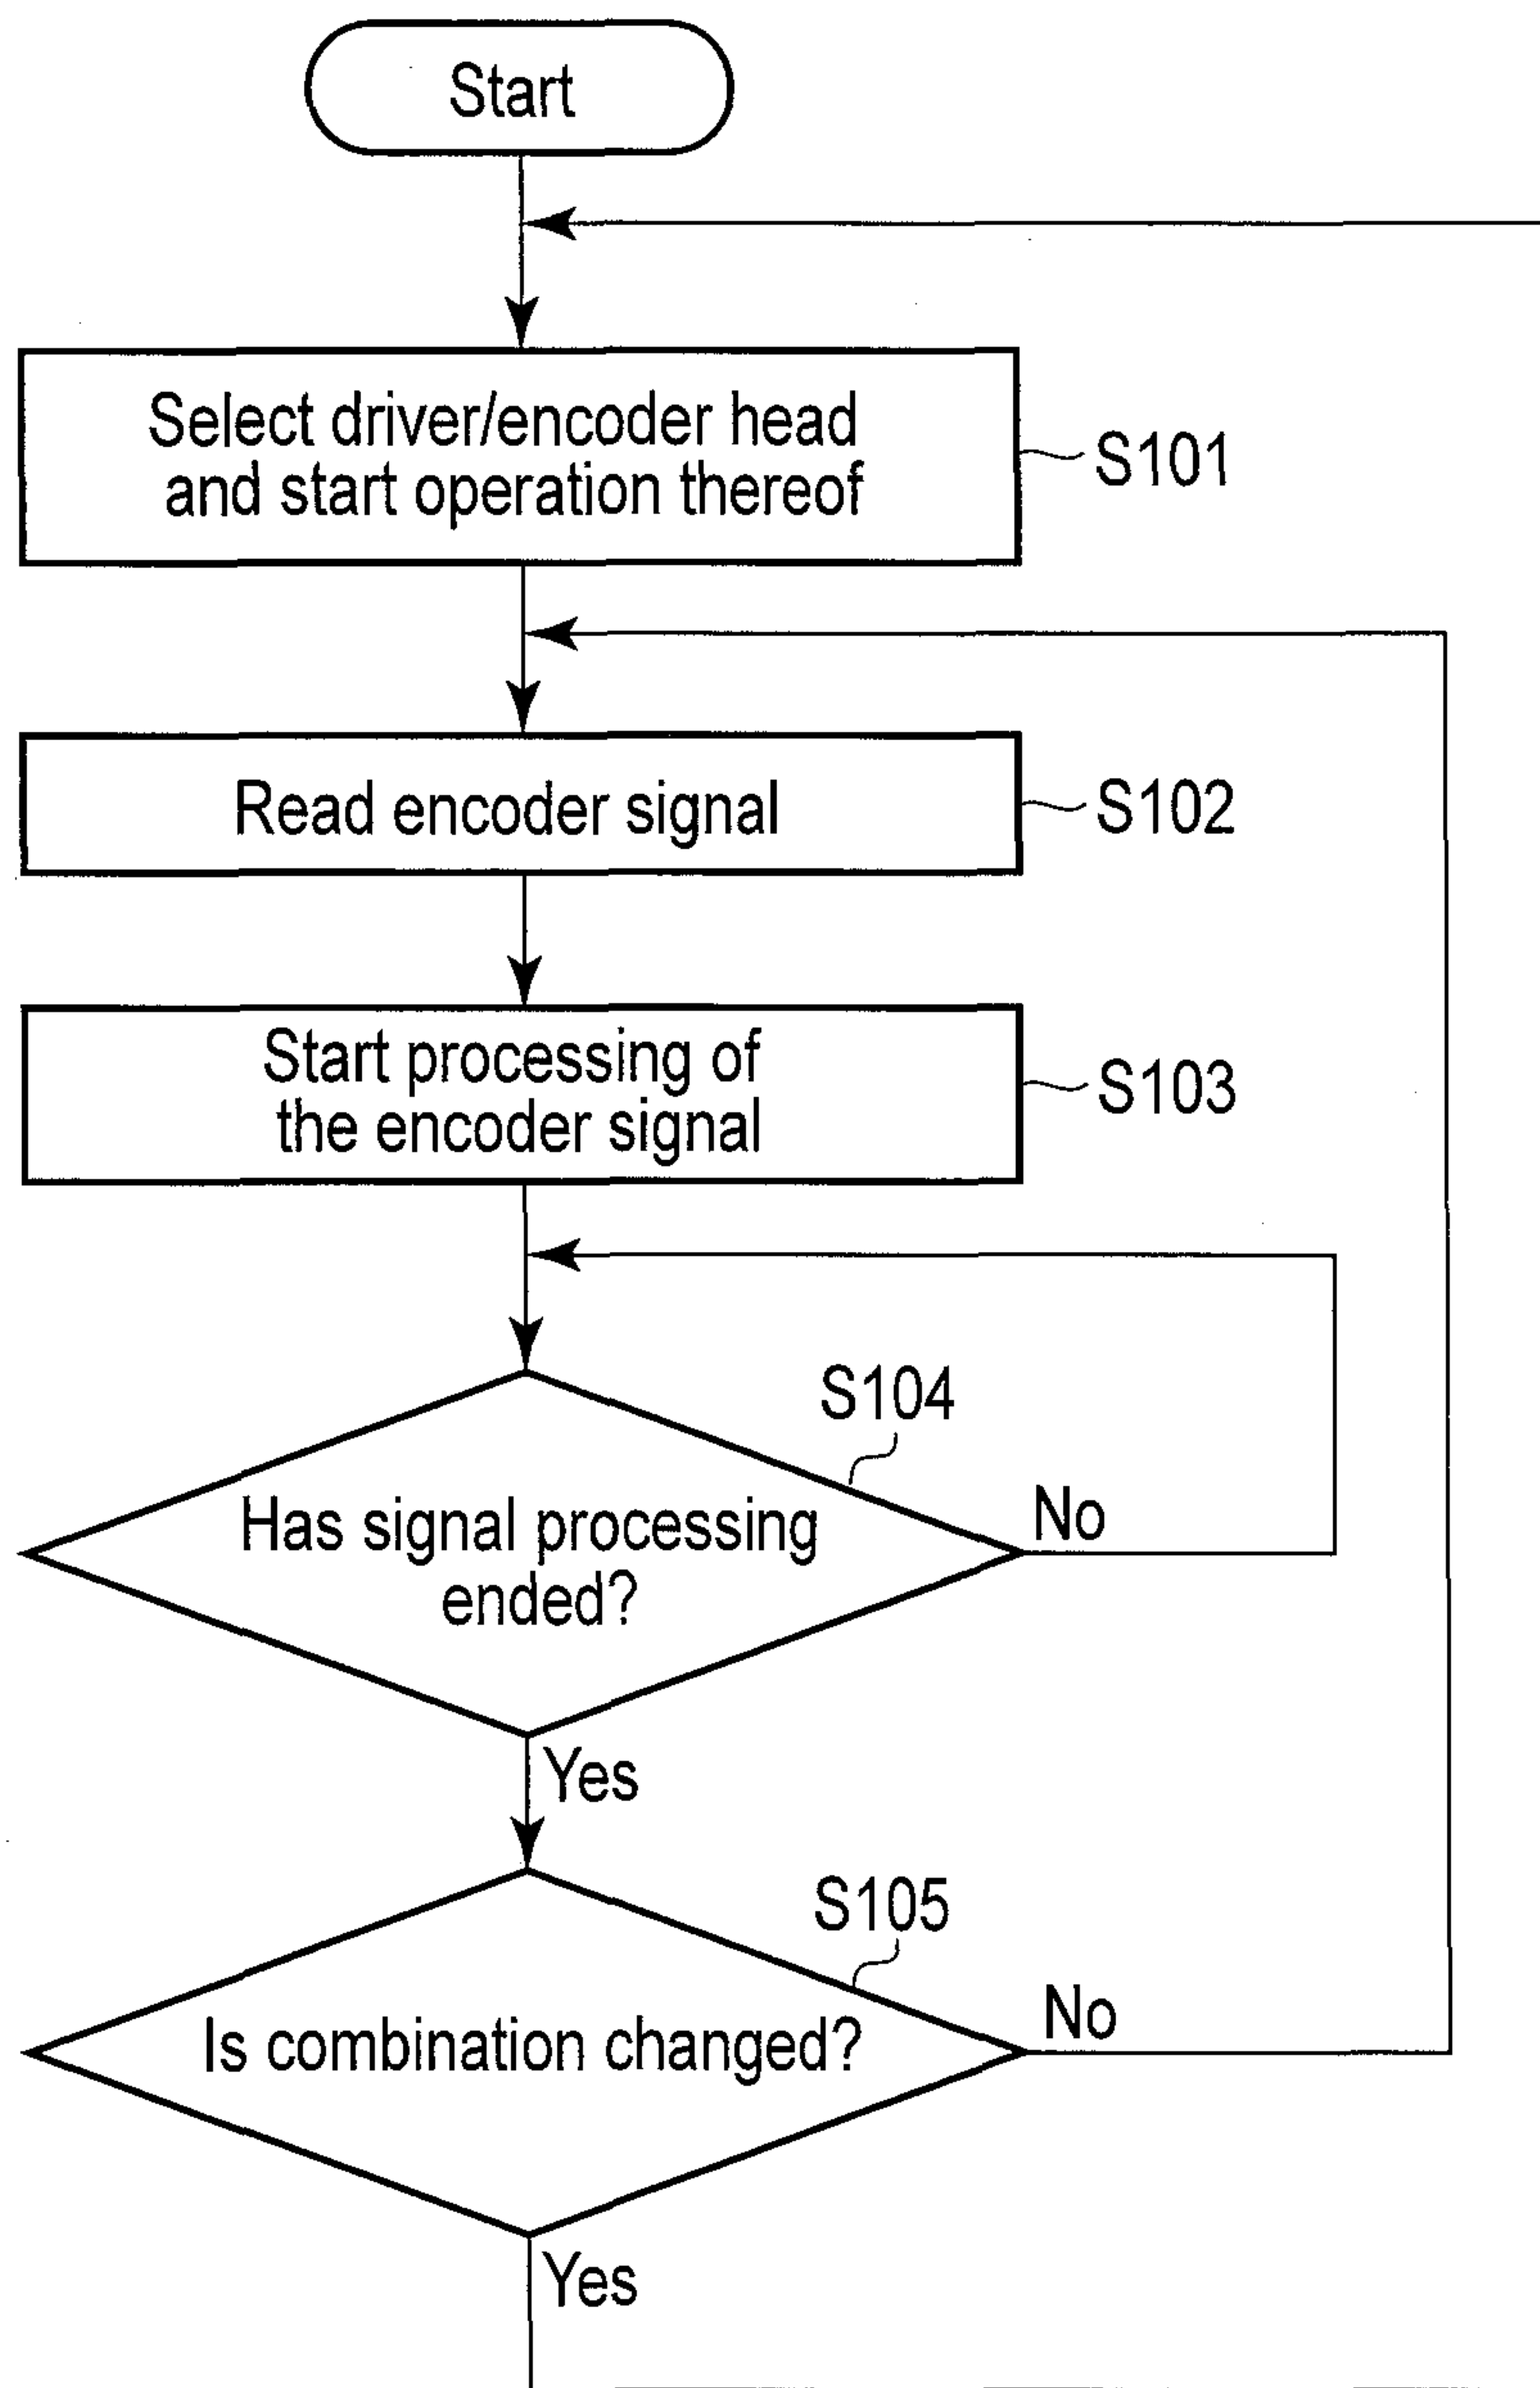 Start
Select driver/encoder head
and start operation thereof
S101
Read encoder signal
S102
Start processing of
the encoder signal
S103
S104
Has signal processing
ended?
No
Yes
S105
Is combination changed?
No
Yes